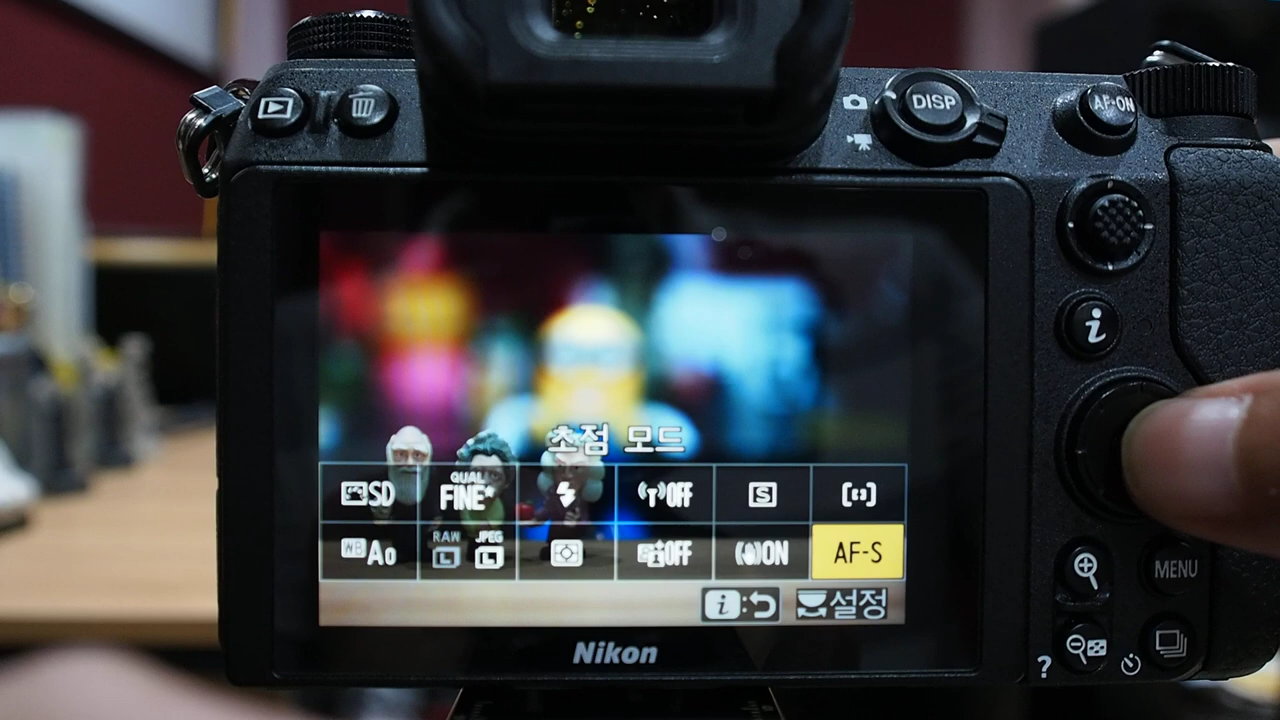 DISP
AF-ON
i
초점 모드
SD
QUAL
FINE*
OFF
S
WB A0
RAW L
JPEG L
OFF
ON
AF-S
i:
설정
MENU
?
Nikon